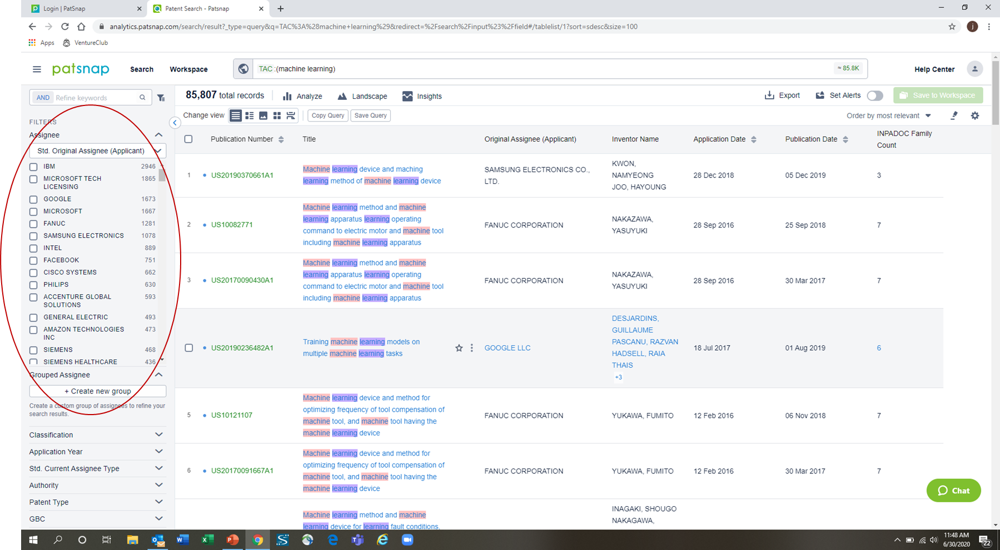 Login | PatSnap
Patent Search - Patsnap
analytics.patsnap.com/search/result?_type=query&q=TAC%3A%28machine+learning%29&redirect=%2Fsearch%2Finput%23%2Ffield#/tablelist/1?sort=sdesc&size=100
j
Apps
VentureClub
patsnap
Search
Workspace
TAC:(machine learning)
≈ 85.8K
Help Center
AND Refine keywords
85,807 total records
Analyze
Landscape
Insights
Export
Set Alerts
Save to Workspace
Change view
Copy Query
Save Query
Order by most relevant
FILTERS
Assignee
Std. Original Assignee (Applicant)
IBM 2946
MICROSOFT TECH 1865
LICENSING
GOOGLE 1673
MICROSOFT 1667
FANUC 1281
SAMSUNG ELECTRONICS 1078
INTEL 889
FACEBOOK 751
CISCO SYSTEMS 662
PHILIPS 630
ACCENTURE GLOBAL 593
SOLUTIONS
GENERAL ELECTRIC 493
AMAZON TECHNOLOGIES 473
INC
SIEMENS 468
SIEMENS HEALTHCARE 436
Grouped Assignee
+ Create new group
Create a custom group of assignees to refine your
search results.
Classification
Application Year
Std. Current Assignee Type
Authority
Patent Type
GBC
Publication Number
Title
Original Assignee (Applicant)
Inventor Name
Application Date
Publication Date
INPADOC Family
Count
1
US20190370661A1
Machine learning device and maching
learning method of machine learning device
SAMSUNG ELECTRONICS CO.,
LTD.
KWON,
NAMYEONG
JOO, HAYOUNG
28 Dec 2018
05 Dec 2019
3
2
US10082771
Machine learning method and machine
learning apparatus learning operating
command to electric motor and machine tool
including machine learning apparatus
FANUC CORPORATION
NAKAZAWA,
YASUYUKI
28 Sep 2016
25 Sep 2018
7
3
US20170090430A1
Machine learning method and machine
learning apparatus learning operating
command to electric motor and machine tool
including machine learning apparatus
FANUC CORPORATION
NAKAZAWA,
YASUYUKI
28 Sep 2016
30 Mar 2017
7
US20190236482A1
Training machine learning models on
multiple machine learning tasks
GOOGLE LLC
DESJARDINS,
GUILLAUME
PASCANU, RAZVAN
HADSELL, RAIA
THAIS
+3
18 Jul 2017
01 Aug 2019
6
5
US10121107
Machine learning device and method for
optimizing frequency of tool compensation of
machine tool, and machine tool having the
machine learning device
FANUC CORPORATION
YUKAWA, FUMITO
12 Feb 2016
06 Nov 2018
7
6
US20170091667A1
Machine learning device and method for
optimizing frequency of tool compensation of
machine tool, and machine tool having the
machine learning device
FANUC CORPORATION
YUKAWA, FUMITO
12 Feb 2016
30 Mar 2017
7
Machine learning method and machine
learning device for learning fault conditions,
INAGAKI, SHOUGO
NAKAGAWA,
Chat
11:48 AM
6/30/2020
22